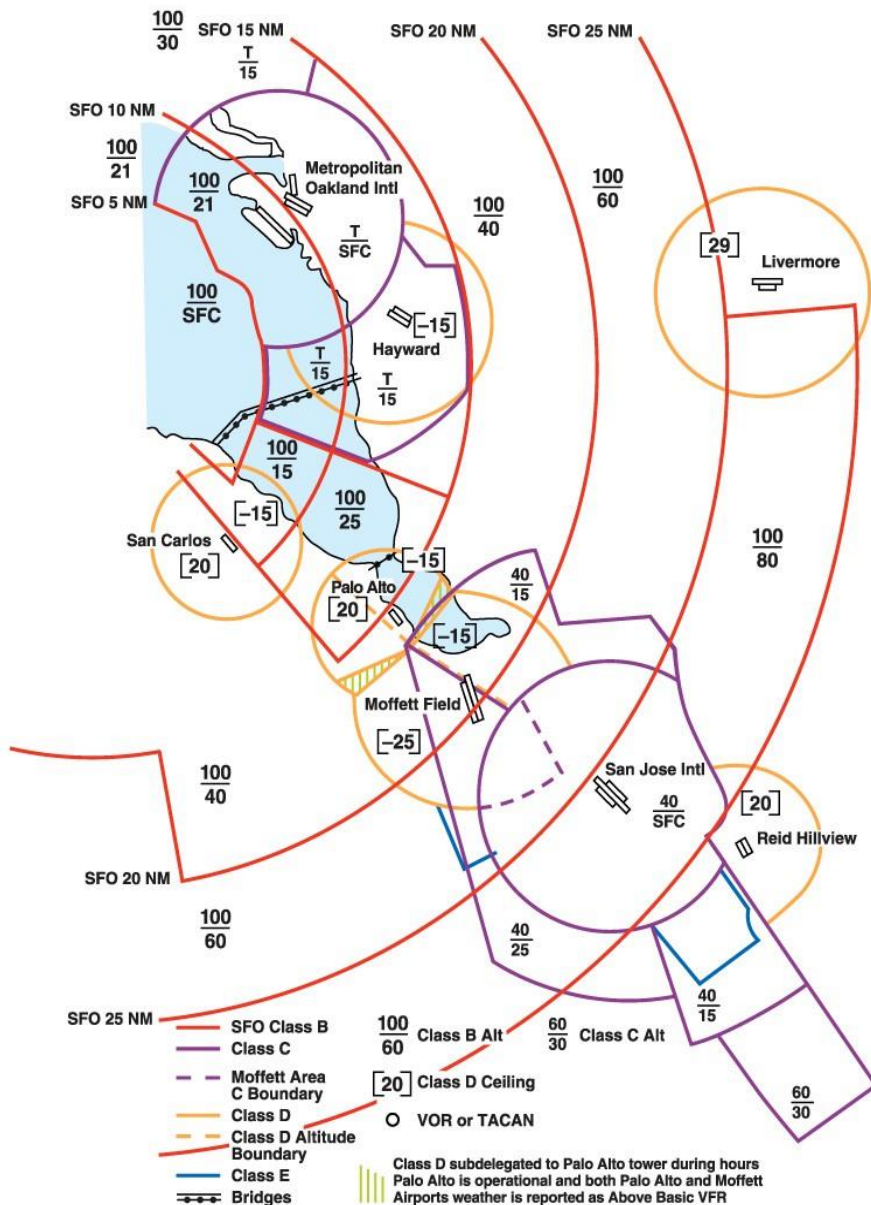 100
30
SFO 15 NM
SFO 20 NM
SFO 25 NM
T
15
SFO 10 NM
100
21
100
21
Metropolitan
Oakland Intl
100
40
100
60
SFO 5 NM
T
SFC
[29]
Livermore
100
SFC
[–15]
Hayward
T
15
T
15
100
15
100
25
[–15]
San Carlos
[20]
100
80
[–15]
Palo Alto
[20]
40
15
[–15]
Moffett Field
[–25]
San Jose Intl
40
SFC
[20]
Reid Hillview
100
40
SFO 20 NM
100
60
40
25
40
15
SFO 25 NM
60
30
SFO Class B
Class C
Moffett Area
C Boundary
Class D
Class D Altitude
Boundary
Class E
Bridges
100
60
Class B Alt
60
30
Class C Alt
[20] Class D Ceiling
VOR or TACAN
Class D subdelegated to Palo Alto tower during hours
Palo Alto is operational and both Palo Alto and Moffett
Airports weather is reported as Above Basic VFR